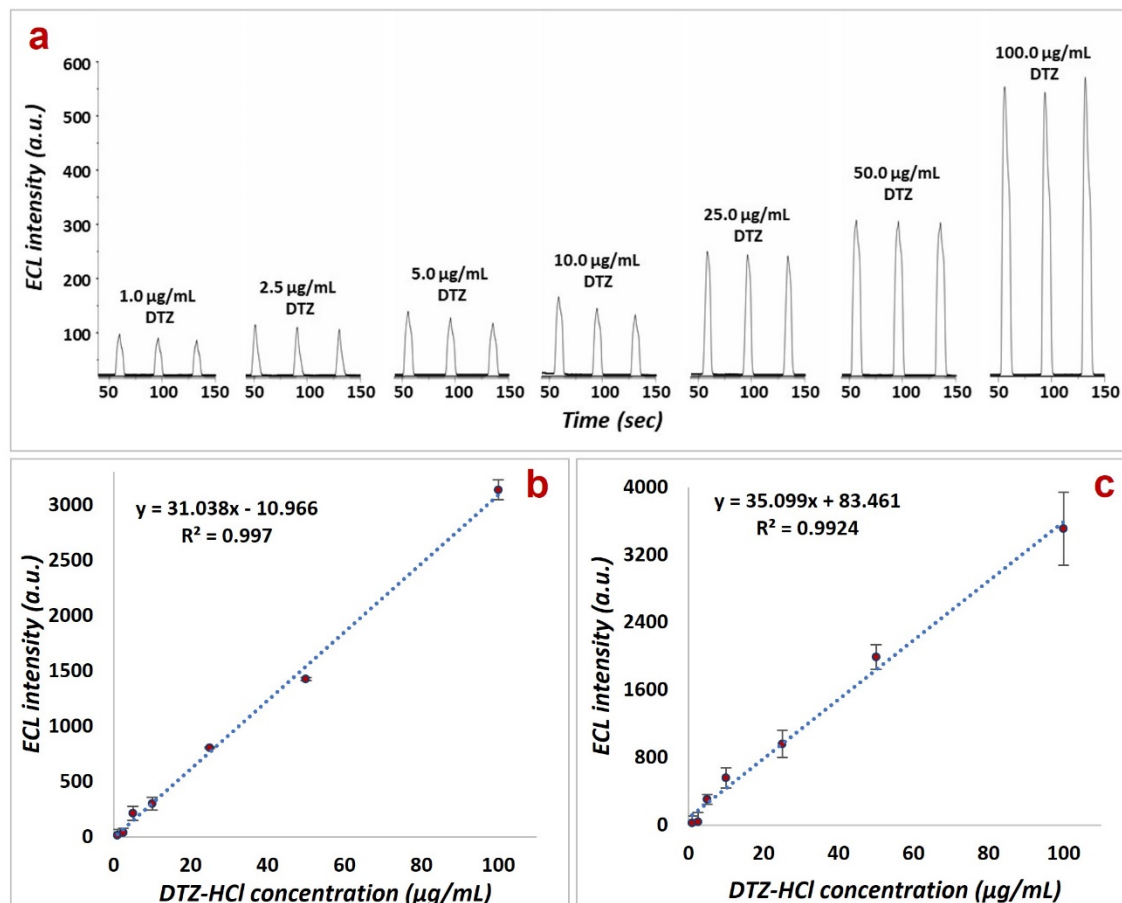 a
ECL intensity (a.u.)
600
500
400
300
200
100
1.0 µg/mL
DTZ
2.5 µg/mL
DTZ
5.0 µg/mL
DTZ
10.0 µg/mL
DTZ
25.0 µg/mL
DTZ
50.0 µg/mL
DTZ
100.0 µg/mL
DTZ
50 100 150 50 100 150 50 100 150 50 100 150 50 100 150 50 100 150 50 100 150
Time (sec)
b
y = 31.038x - 10.966
R² = 0.997
ECL intensity (a.u.)
3000
2500
2000
1500
1000
500
0
0 20 40 60 80 100
DTZ-HCl concentration (µg/mL)
c
y = 35.099x + 83.461
R² = 0.9924
ECL intensity (a.u.)
4000
3200
2400
1600
800
0
0 20 40 60 80 100
DTZ-HCl concentration (µg/mL)